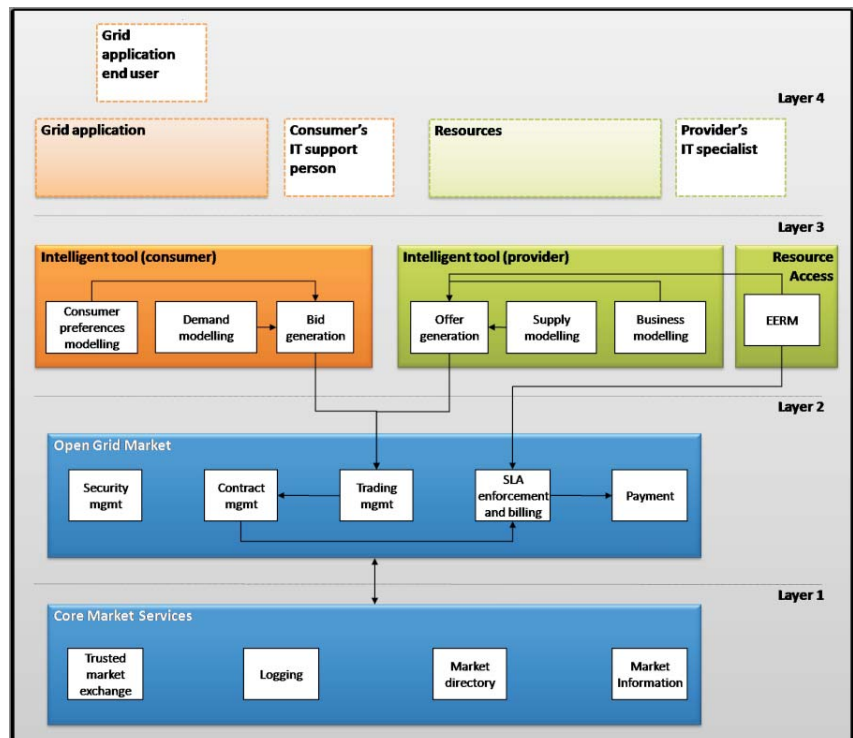 Grid
application
end user
Layer 4
Grid application
Consumer's
IT support
person
Resources
Provider's
IT specialist
Layer 3
Intelligent tool (consumer)
Intelligent tool (provider)
Resource
Access
Consumer
preferences
modelling
Demand
modelling
Bid
generation
Offer
generation
Supply
modelling
Business
modelling
EERM
Layer 2
Open Grid Market
Security
mgmt
Contract
mgmt
Trading
mgmt
SLA
enforcement
and billing
Payment
Layer 1
Core Market Services
Trusted
market
exchange
Logging
Market
directory
Market
Information